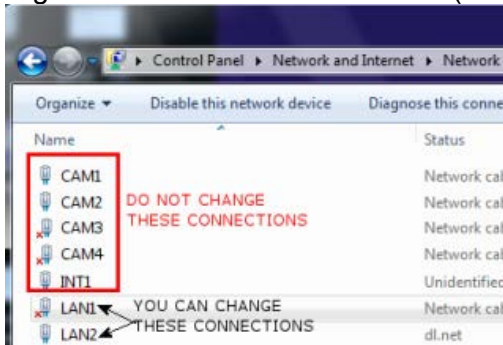 Control Panel ▸ Network and Internet ▸ Network
Organize ▾ Disable this network device Diagnose this conne
Name Status
CAM1 Network cal
CAM2 DO NOT CHANGE Network cal
CAM3 THESE CONNECTIONS Network cal
CAM4 Network cal
INT1 Unidentified
LAN1 YOU CAN CHANGE Network cal
LAN2 THESE CONNECTIONS dl.net